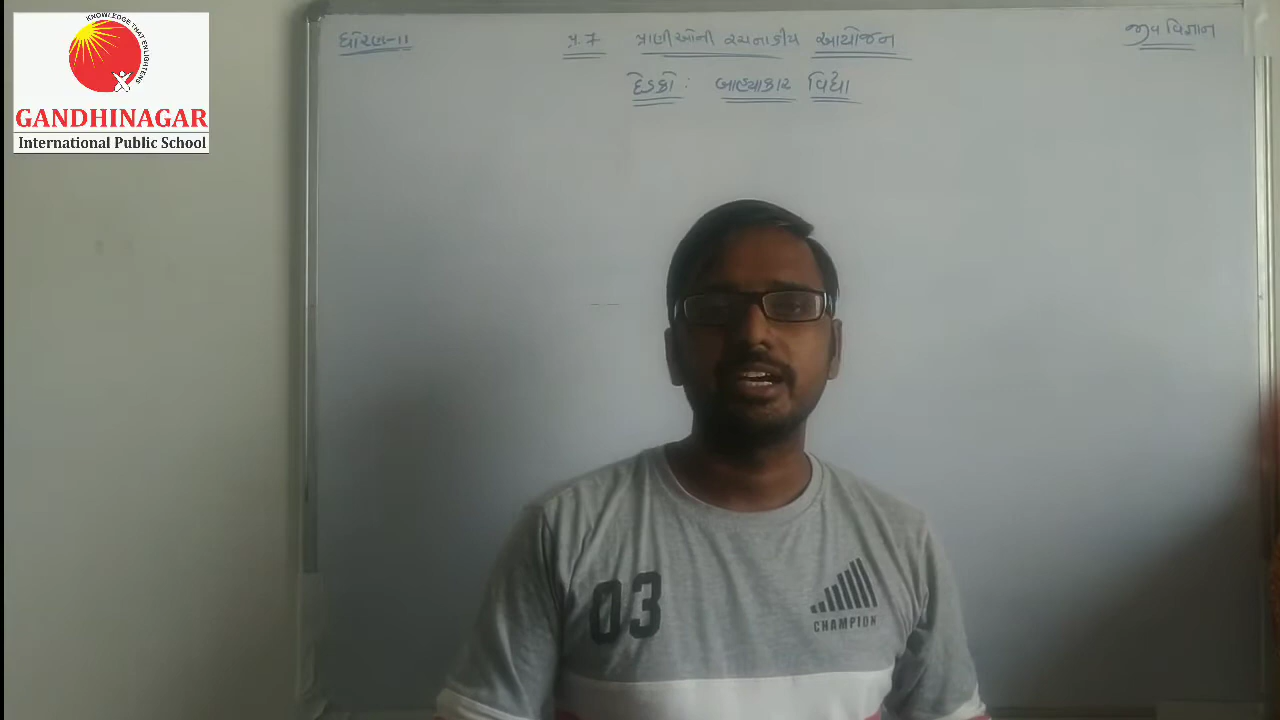 KNOWLEDGE THAT ENLIGHTENS
GANDHINAGAR
International Public School
ધોરણ-11
પ્ર.7 પ્રાણીઓની રચનાકીય આયોજન
જીવ વિજ્ઞાન
દેડકો : બાહ્યાકાર વિદ્યા
03
CHAMPION